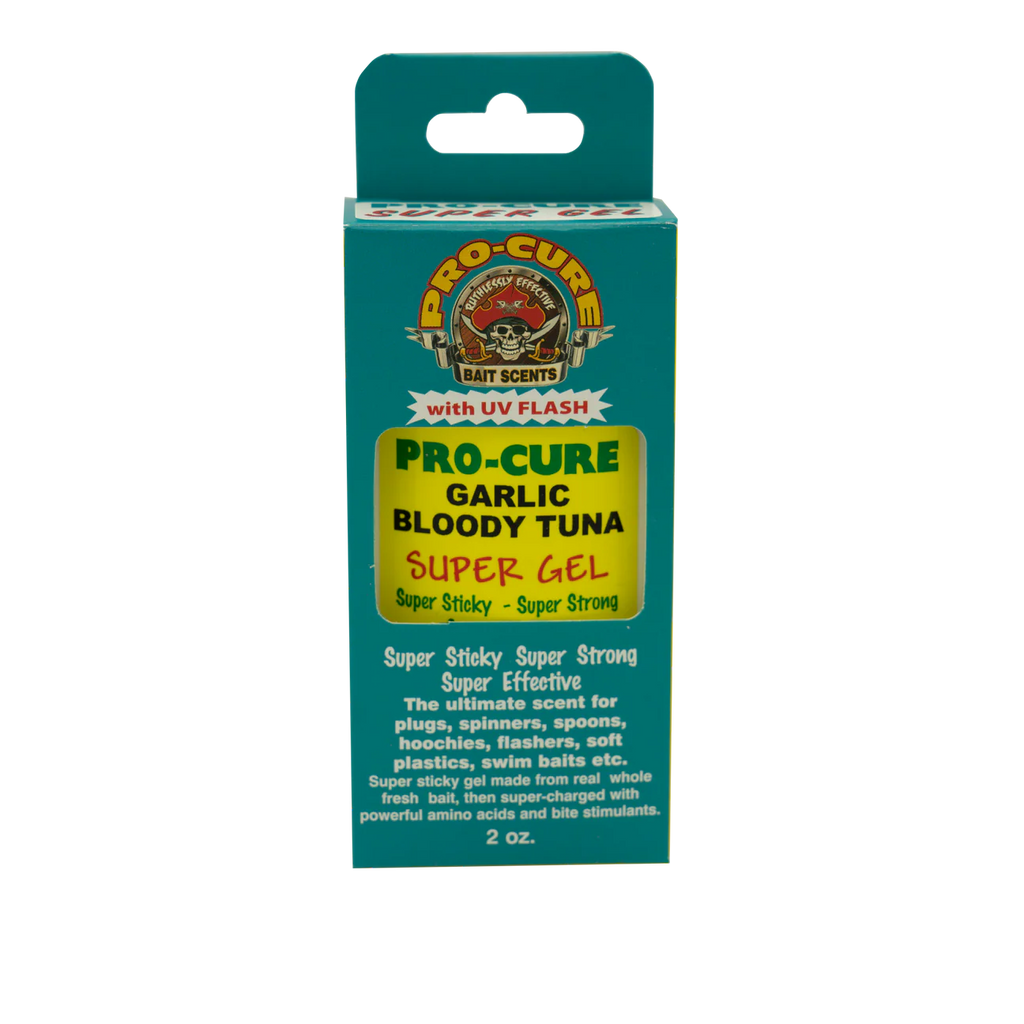 PRO-CURE
SUPER GEL
PRO-CURE
RUTHLESSLY EFFECTIVE
BAIT SCENTS
with UV FLASH
PRO-CURE
GARLIC
BLOODY TUNA
SUPER GEL
Super Sticky - Super Strong
Super Sticky Super Strong
Super Effective
The ultimate scent for
plugs, spinners, spoons,
hoochies, flashers, soft
plastics, swim baits etc.
Super sticky gel made from real whole
fresh bait, then super-charged with
powerful amino acids and bite stimulants.
2 oz.